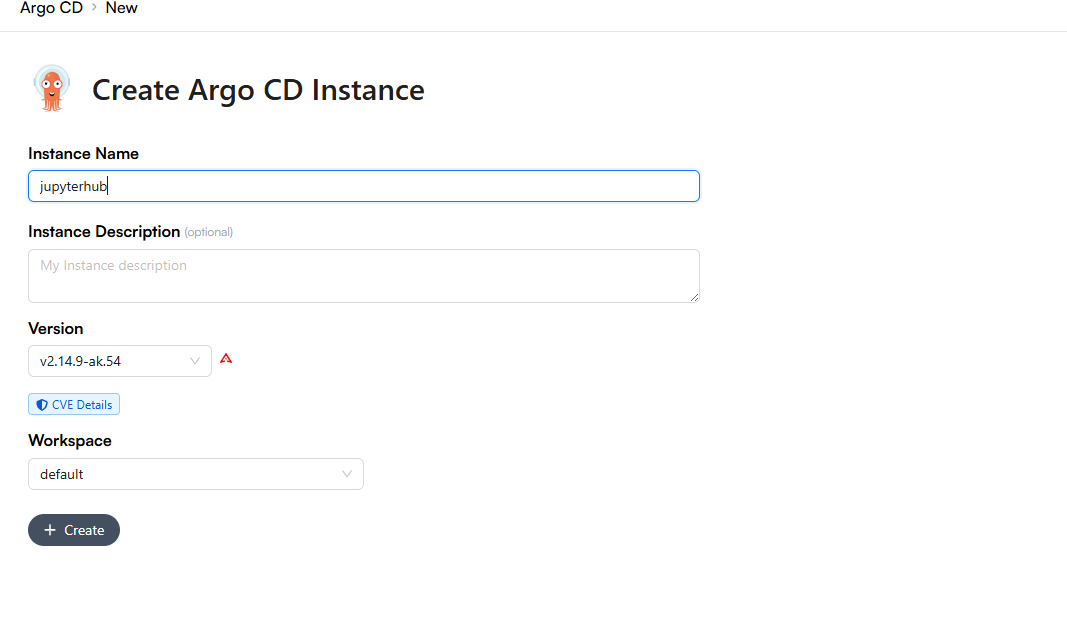 Argo CD > New
Create Argo CD Instance
Instance Name
jupyterhub
Instance Description (optional)
My Instance description
Version
v2.14.9-ak.54
CVE Details
Workspace
default
+ Create